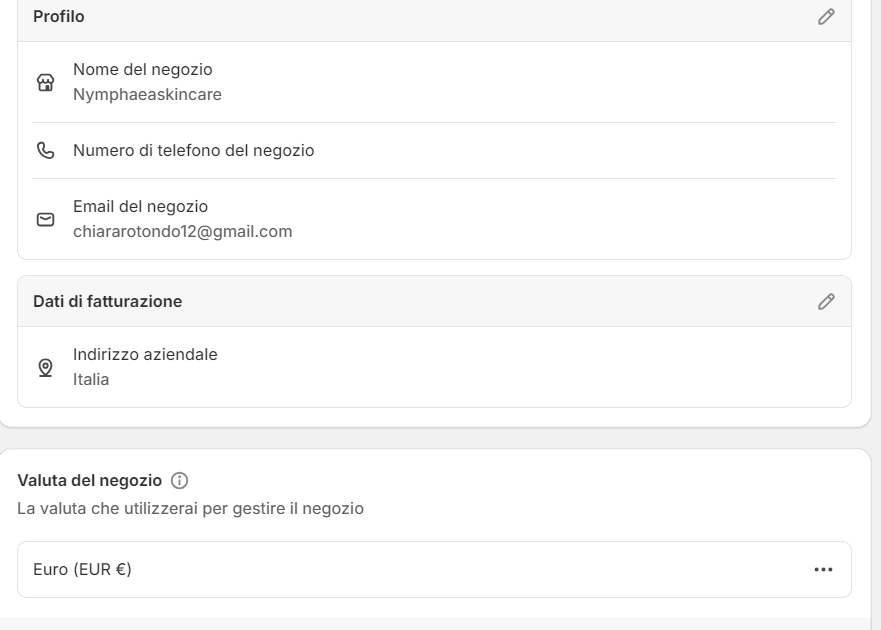 Profilo
Nome del negozio
Nymphaeaskincare
Numero di telefono del negozio
Email del negozio
chiararotondo12@gmail.com
Dati di fatturazione
Indirizzo aziendale
Italia
Valuta del negozio
La valuta che utilizzerai per gestire il negozio
Euro (EUR €)